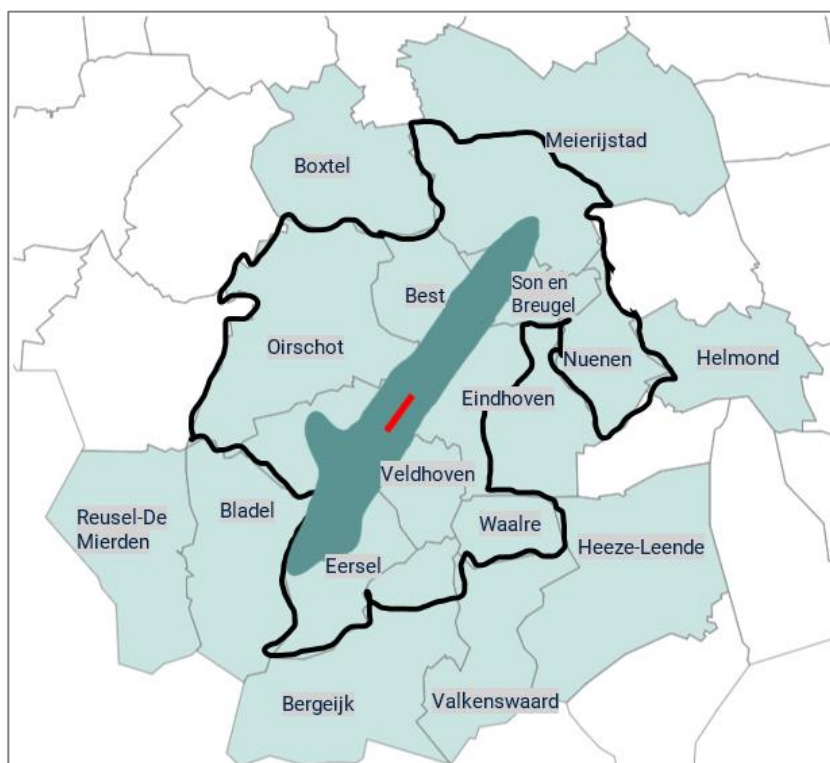 Meierijstad
Boxtel
Son en
Breugel
Best
Oirschot
Nuenen
Helmond
Eindhoven
Veldhoven
Bladel
Reusel-De
Mierden
Waalre
Heeze-Leende
Eersel
Bergeijk
Valkenswaard